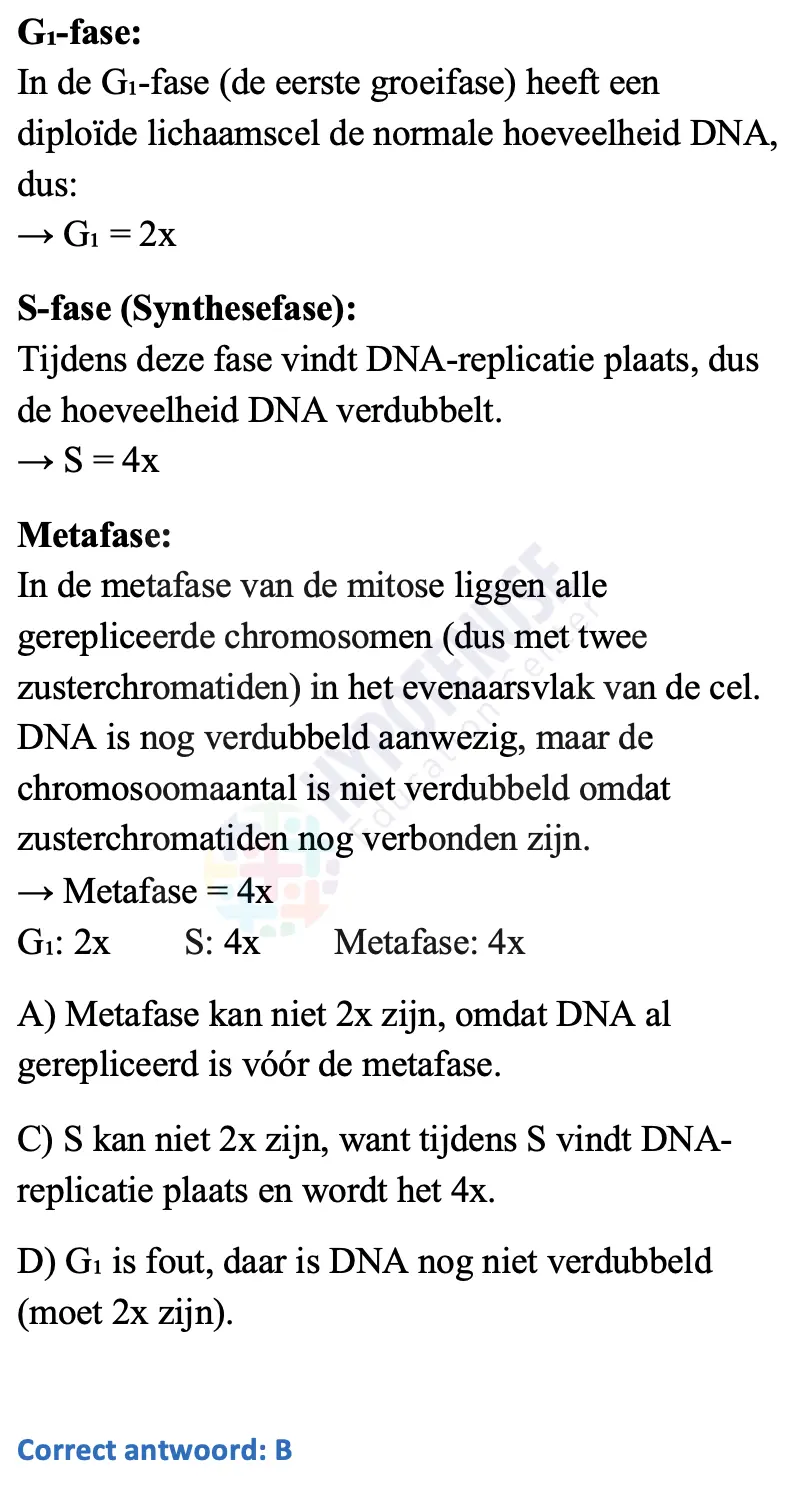 G₁-fase:
In de G₁-fase (de eerste groeifase) heeft een
diploïde lichaamscel de normale hoeveelheid DNA,
dus:
→ G₁ = 2x
S-fase (Synthesefase):
Tijdens deze fase vindt DNA-replicatie plaats, dus
de hoeveelheid DNA verdubbelt.
→ S = 4x
Metafase:
In de metafase van de mitose liggen alle
gerepliceerde chromosomen (dus met twee
zusterchromatiden) in het evenaarsvlak van de cel.
DNA is nog verdubbeld aanwezig, maar de
chromosoomaantal is niet verdubbeld omdat
zusterchromatiden nog verbonden zijn.
→ Metafase = 4x
G₁: 2x S: 4x Metafase: 4x
A) Metafase kan niet 2x zijn, omdat DNA al
gerepliceerd is vóór de metafase.
C) S kan niet 2x zijn, want tijdens S vindt DNA-
replicatie plaats en wordt het 4x.
D) G₁ is fout, daar is DNA nog niet verdubbeld
(moet 2x zijn).
Correct antwoord: B
HYPOTENUSE
Education Center